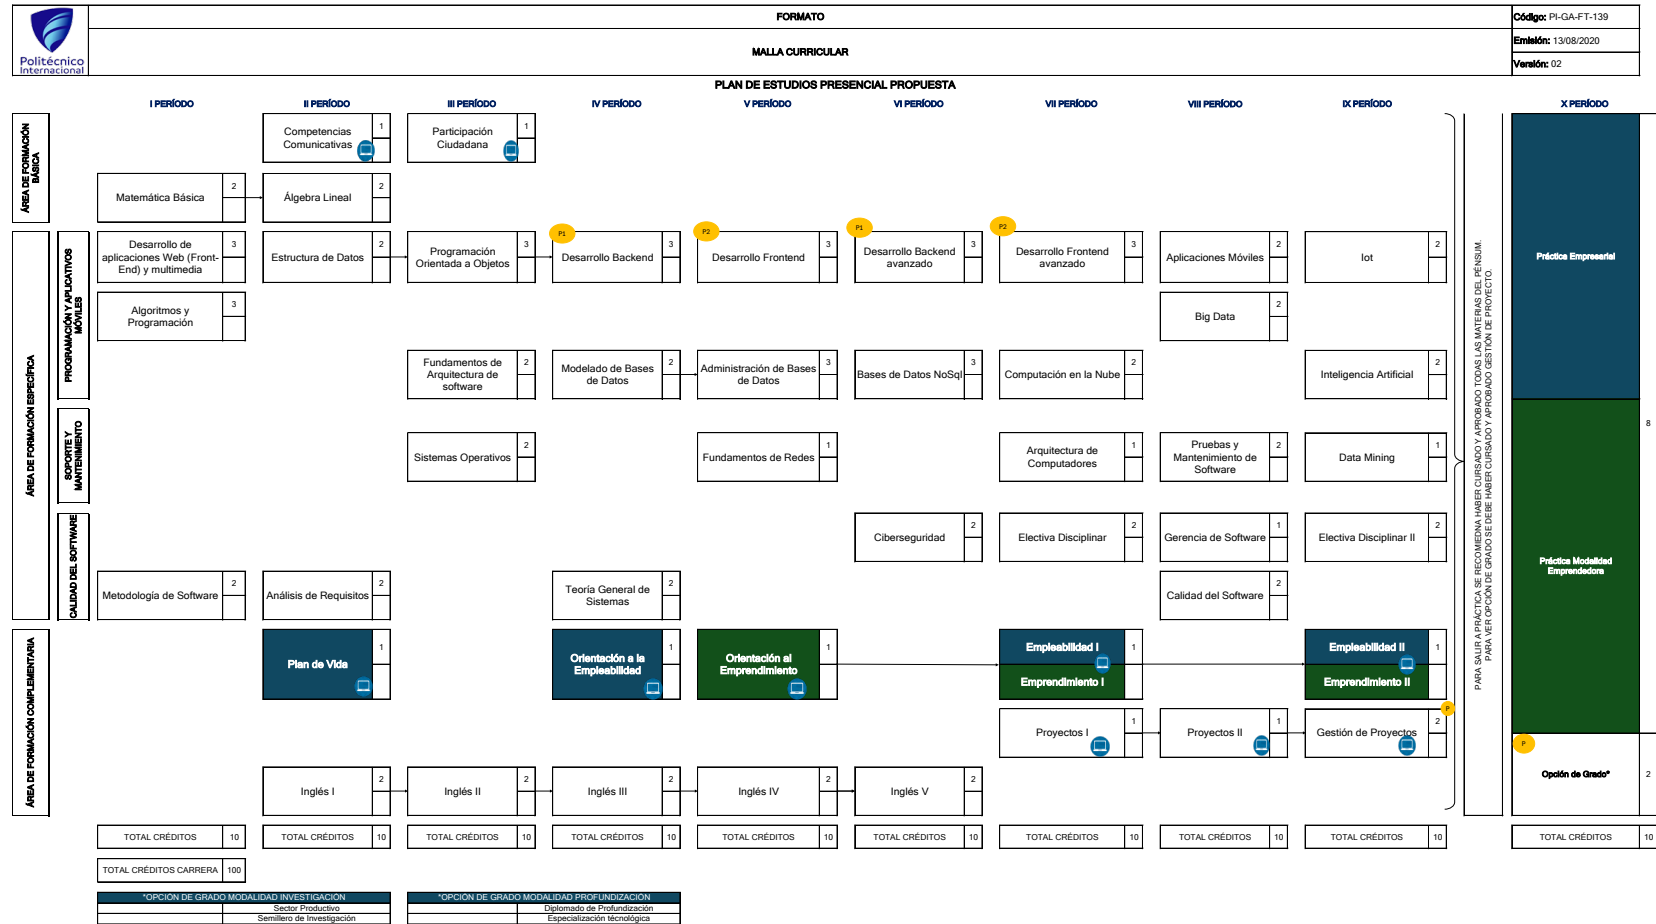 Politécnico
Internacional
FORMATO
MALLA CURRICULAR
Código: PI-GA-FT-139
Emisión: 13/08/2020
Versión: 02
PLAN DE ESTUDIOS PRESENCIAL PROPUESTA
I PERÍODO
II PERÍODO
III PERÍODO
IV PERÍODO
V PERÍODO
VI PERÍODO
VII PERÍODO
VIII PERÍODO
IX PERÍODO
X PERÍODO
ÁREA DE FORMACIÓN
BÁSICA
Competencias
Comunicativas
1
Participación
Ciudadana
1
Matemática Básica
2
Álgebra Lineal
2
ÁREA DE FORMACIÓN ESPECÍFICA
PROGRAMACIÓN Y APLICATIVOS
MÓVILES
Desarrollo de
aplicaciones Web (Front-
End) y multimedia
3
Estructura de Datos
2
Programación
Orientada a Objetos
3
P1
Desarrollo Backend
3
P2
Desarrollo Frontend
3
P1
Desarrollo Backend
avanzado
3
P2
Desarrollo Frontend
avanzado
3
Aplicaciones Móviles
2
Iot
2
Algoritmos y
Programación
3
Big Data
2
Fundamentos de
Arquitectura de
software
2
Modelado de Bases
de Datos
2
Administración de Bases
de Datos
3
Bases de Datos NoSql
3
Computación en la Nube
2
Inteligencia Artificial
2
SOPORTE Y
MANTENIMIENTO
Sistemas Operativos
2
Fundamentos de Redes
1
Arquitectura de
Computadores
1
Pruebas y
Mantenimiento de
Software
2
Data Mining
1
CALIDAD DEL SOFTWARE
Ciberseguridad
2
Electiva Disciplinar
2
Gerencia de Software
1
Electiva Disciplinar II
2
Metodología de Software
2
Análisis de Requisitos
2
Teoría General de
Sistemas
2
Calidad del Software
2
ÁREA DE FORMACIÓN COMPLEMENTARIA
Plan de Vida
1
Orientación a la
Empleabilidad
1
Orientación al
Emprendimiento
1
Empleabilidad I
Emprendimiento I
1
Empleabilidad II
Emprendimiento II
1
Proyectos I
1
Proyectos II
1
Gestión de Proyectos
2
P
Inglés I
2
Inglés II
2
Inglés III
2
Inglés IV
2
Inglés V
2
PARA SALIR A PRÁCTICA SE RECOMIEDNA HABER CURSADO Y APROBADO TODAS LAS MATERIAS DEL PÉNSUM.
PARA VER OPCIÓN DE GRADO SE DEBE HABER CURSADO Y APROBADO GESTIÓN DE PROYECTO.
Práctica Empresarial
8
Práctica Modalidad
Emprendedora
P
Opción de Grado*
2
TOTAL CRÉDITOS 10
TOTAL CRÉDITOS 10
TOTAL CRÉDITOS 10
TOTAL CRÉDITOS 10
TOTAL CRÉDITOS 10
TOTAL CRÉDITOS 10
TOTAL CRÉDITOS 10
TOTAL CRÉDITOS 10
TOTAL CRÉDITOS 10
TOTAL CRÉDITOS 10
TOTAL CRÉDITOS CARRERA 100
*OPCIÓN DE GRADO MODALIDAD INVESTIGACIÓN
Sector Productivo
Semillero de Investigación
*OPCIÓN DE GRADO MODALIDAD PROFUNDIZACIÓN
Diplomado de Profundización
Especialización técnológica